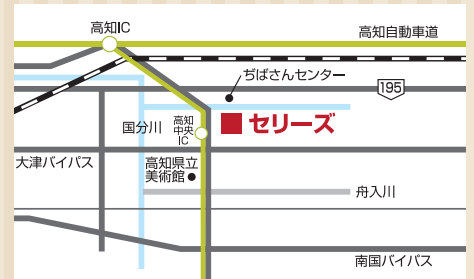 高知IC
高知自動車道
ぢばさんセンター
195
国分川
高知
中央
IC
セリーズ
大津バイパス
高知県立
美術館
舟入川
南国バイパス